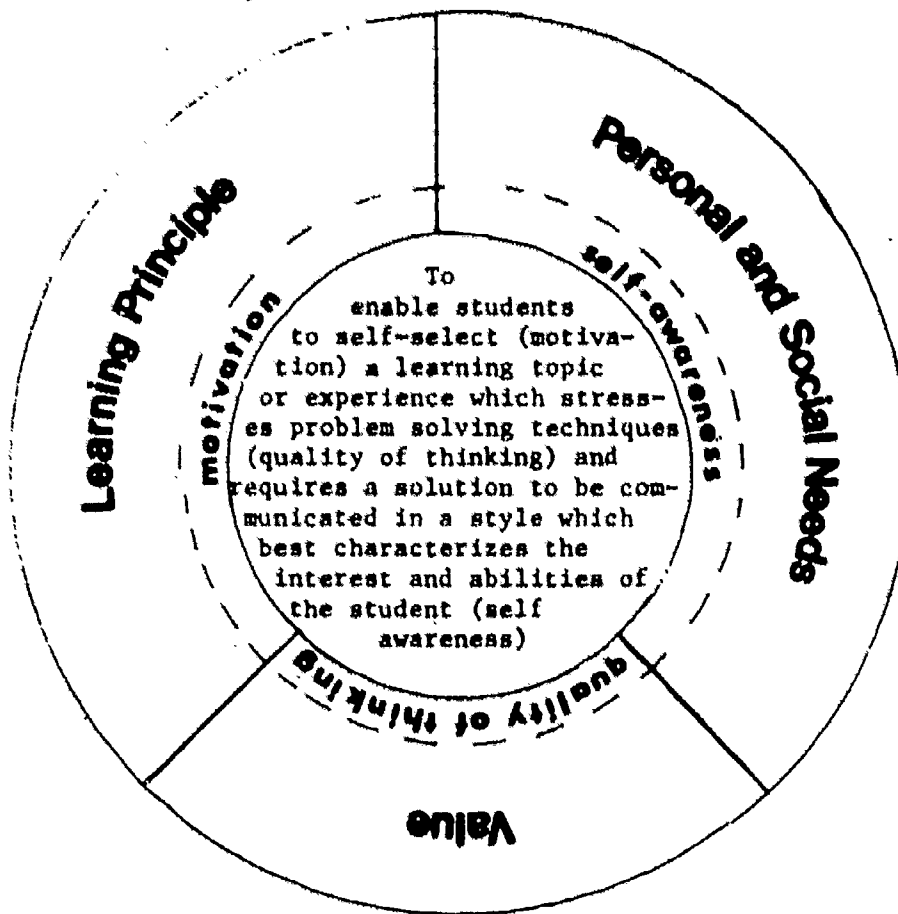 Learning Principle
Personal and Social Needs
motivation
self-awareness
To
enable students
to self-select (motiva-
tion) a learning topic
or experience which stress-
es problem solving techniques
(quality of thinking) and
requires a solution to be com-
municated in a style which
best characterizes the
interest and abilities of
the student (self
awareness)
quality of thinking
Value